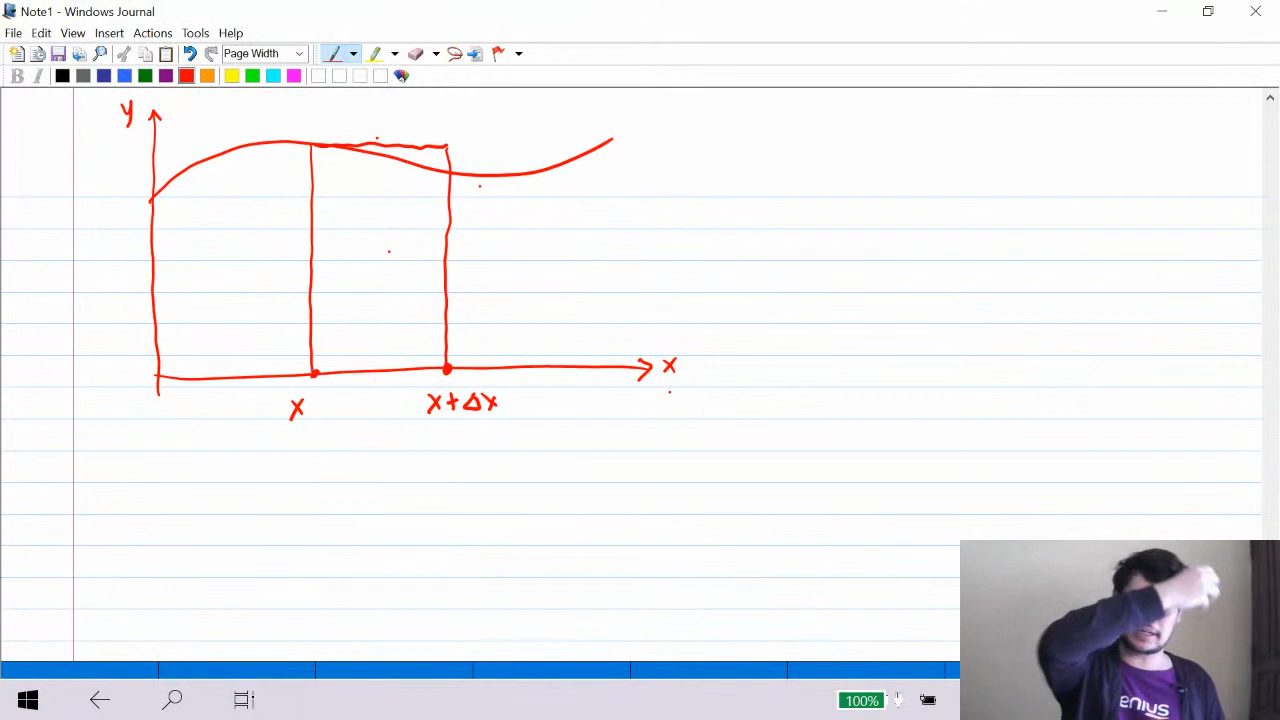 Note1 - Windows Journal
File Edit View Insert Actions Tools Help
Page Width
B I
y
x
x x+Δx
100%
enius